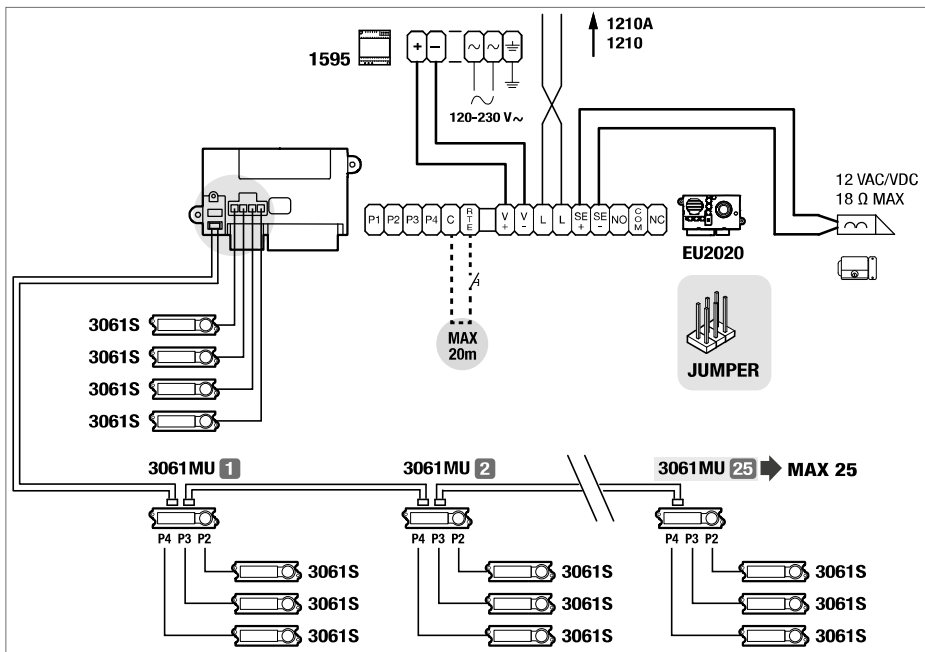 1210A
1210
1595
+ − ~ ~
120-230 V~
12 VAC/VDC
18 Ω MAX
P1 P2 P3 P4 C RTE V+ V- L L SE+ SE- NO COM NC
EU2020
MAX
20m
JUMPER
3061S
3061S
3061S
3061S
3061MU 1
3061MU 2
3061MU 25 MAX 25
P4 P3 P2
P4 P3 P2
P4 P3 P2
3061S
3061S
3061S
3061S
3061S
3061S
3061S
3061S
3061S